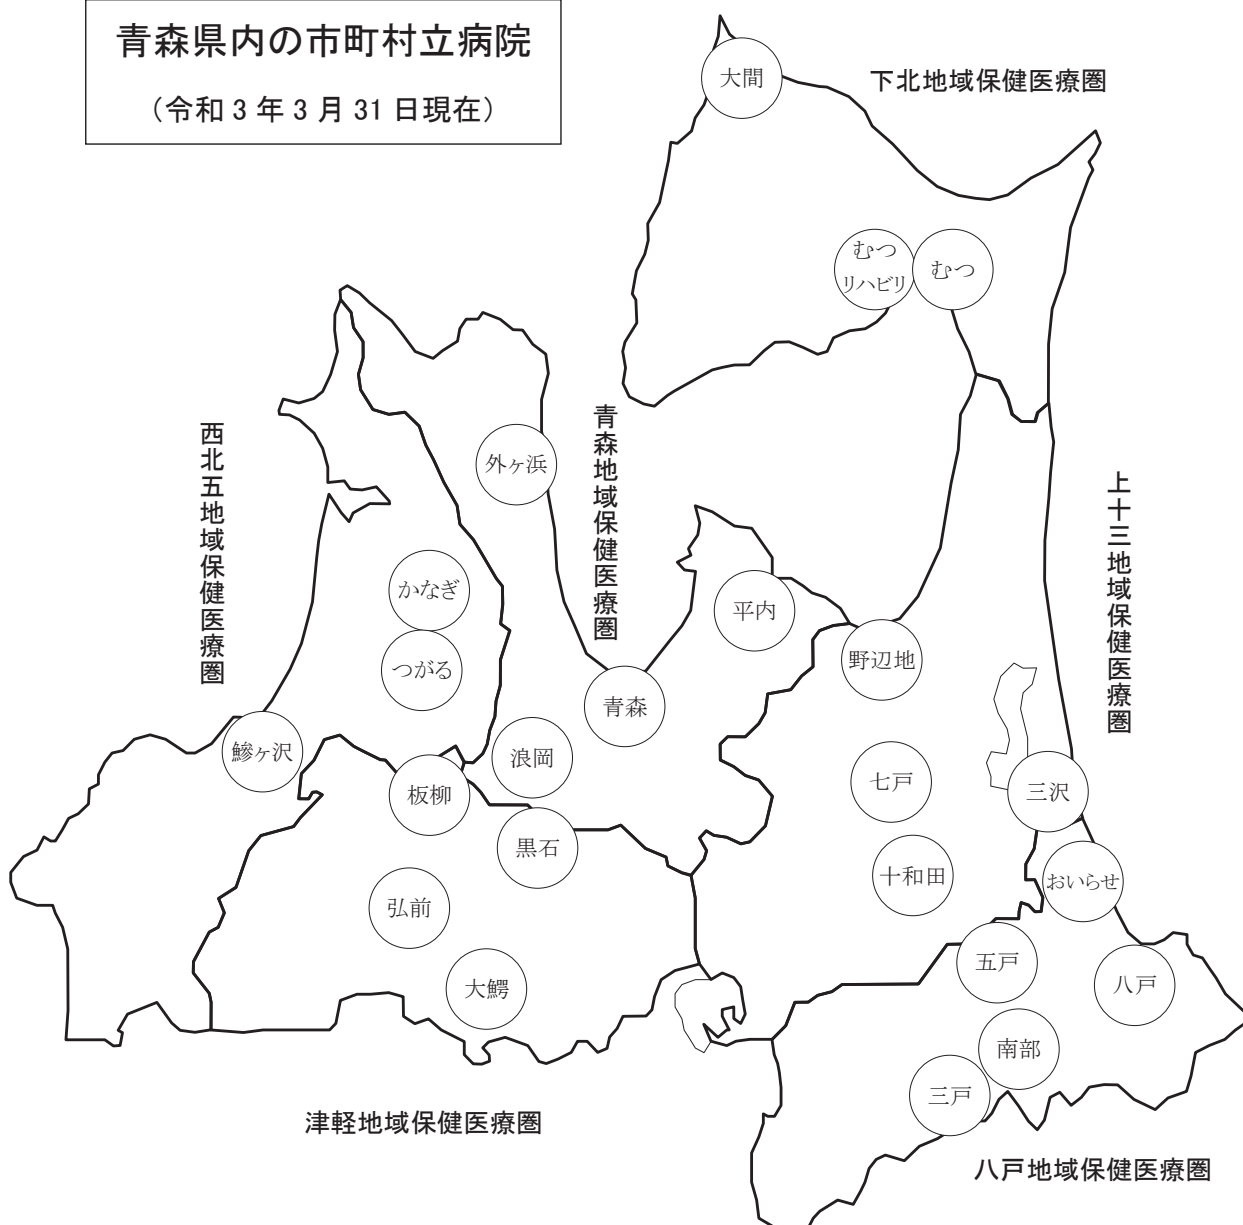 青森県内の市町村立病院
（令和３年３月31日現在）
大間
下北地域保健医療圏
むつ
リハビリ
むつ
西北五地域保健医療圏
青森地域保健医療圏
外ヶ浜
上十三地域保健医療圏
かなぎ
平内
つがる
野辺地
青森
鰺ヶ沢
浪岡
板柳
七戸
三沢
黒石
十和田
おいらせ
弘前
五戸
八戸
大鰐
南部
三戸
津軽地域保健医療圏
八戸地域保健医療圏